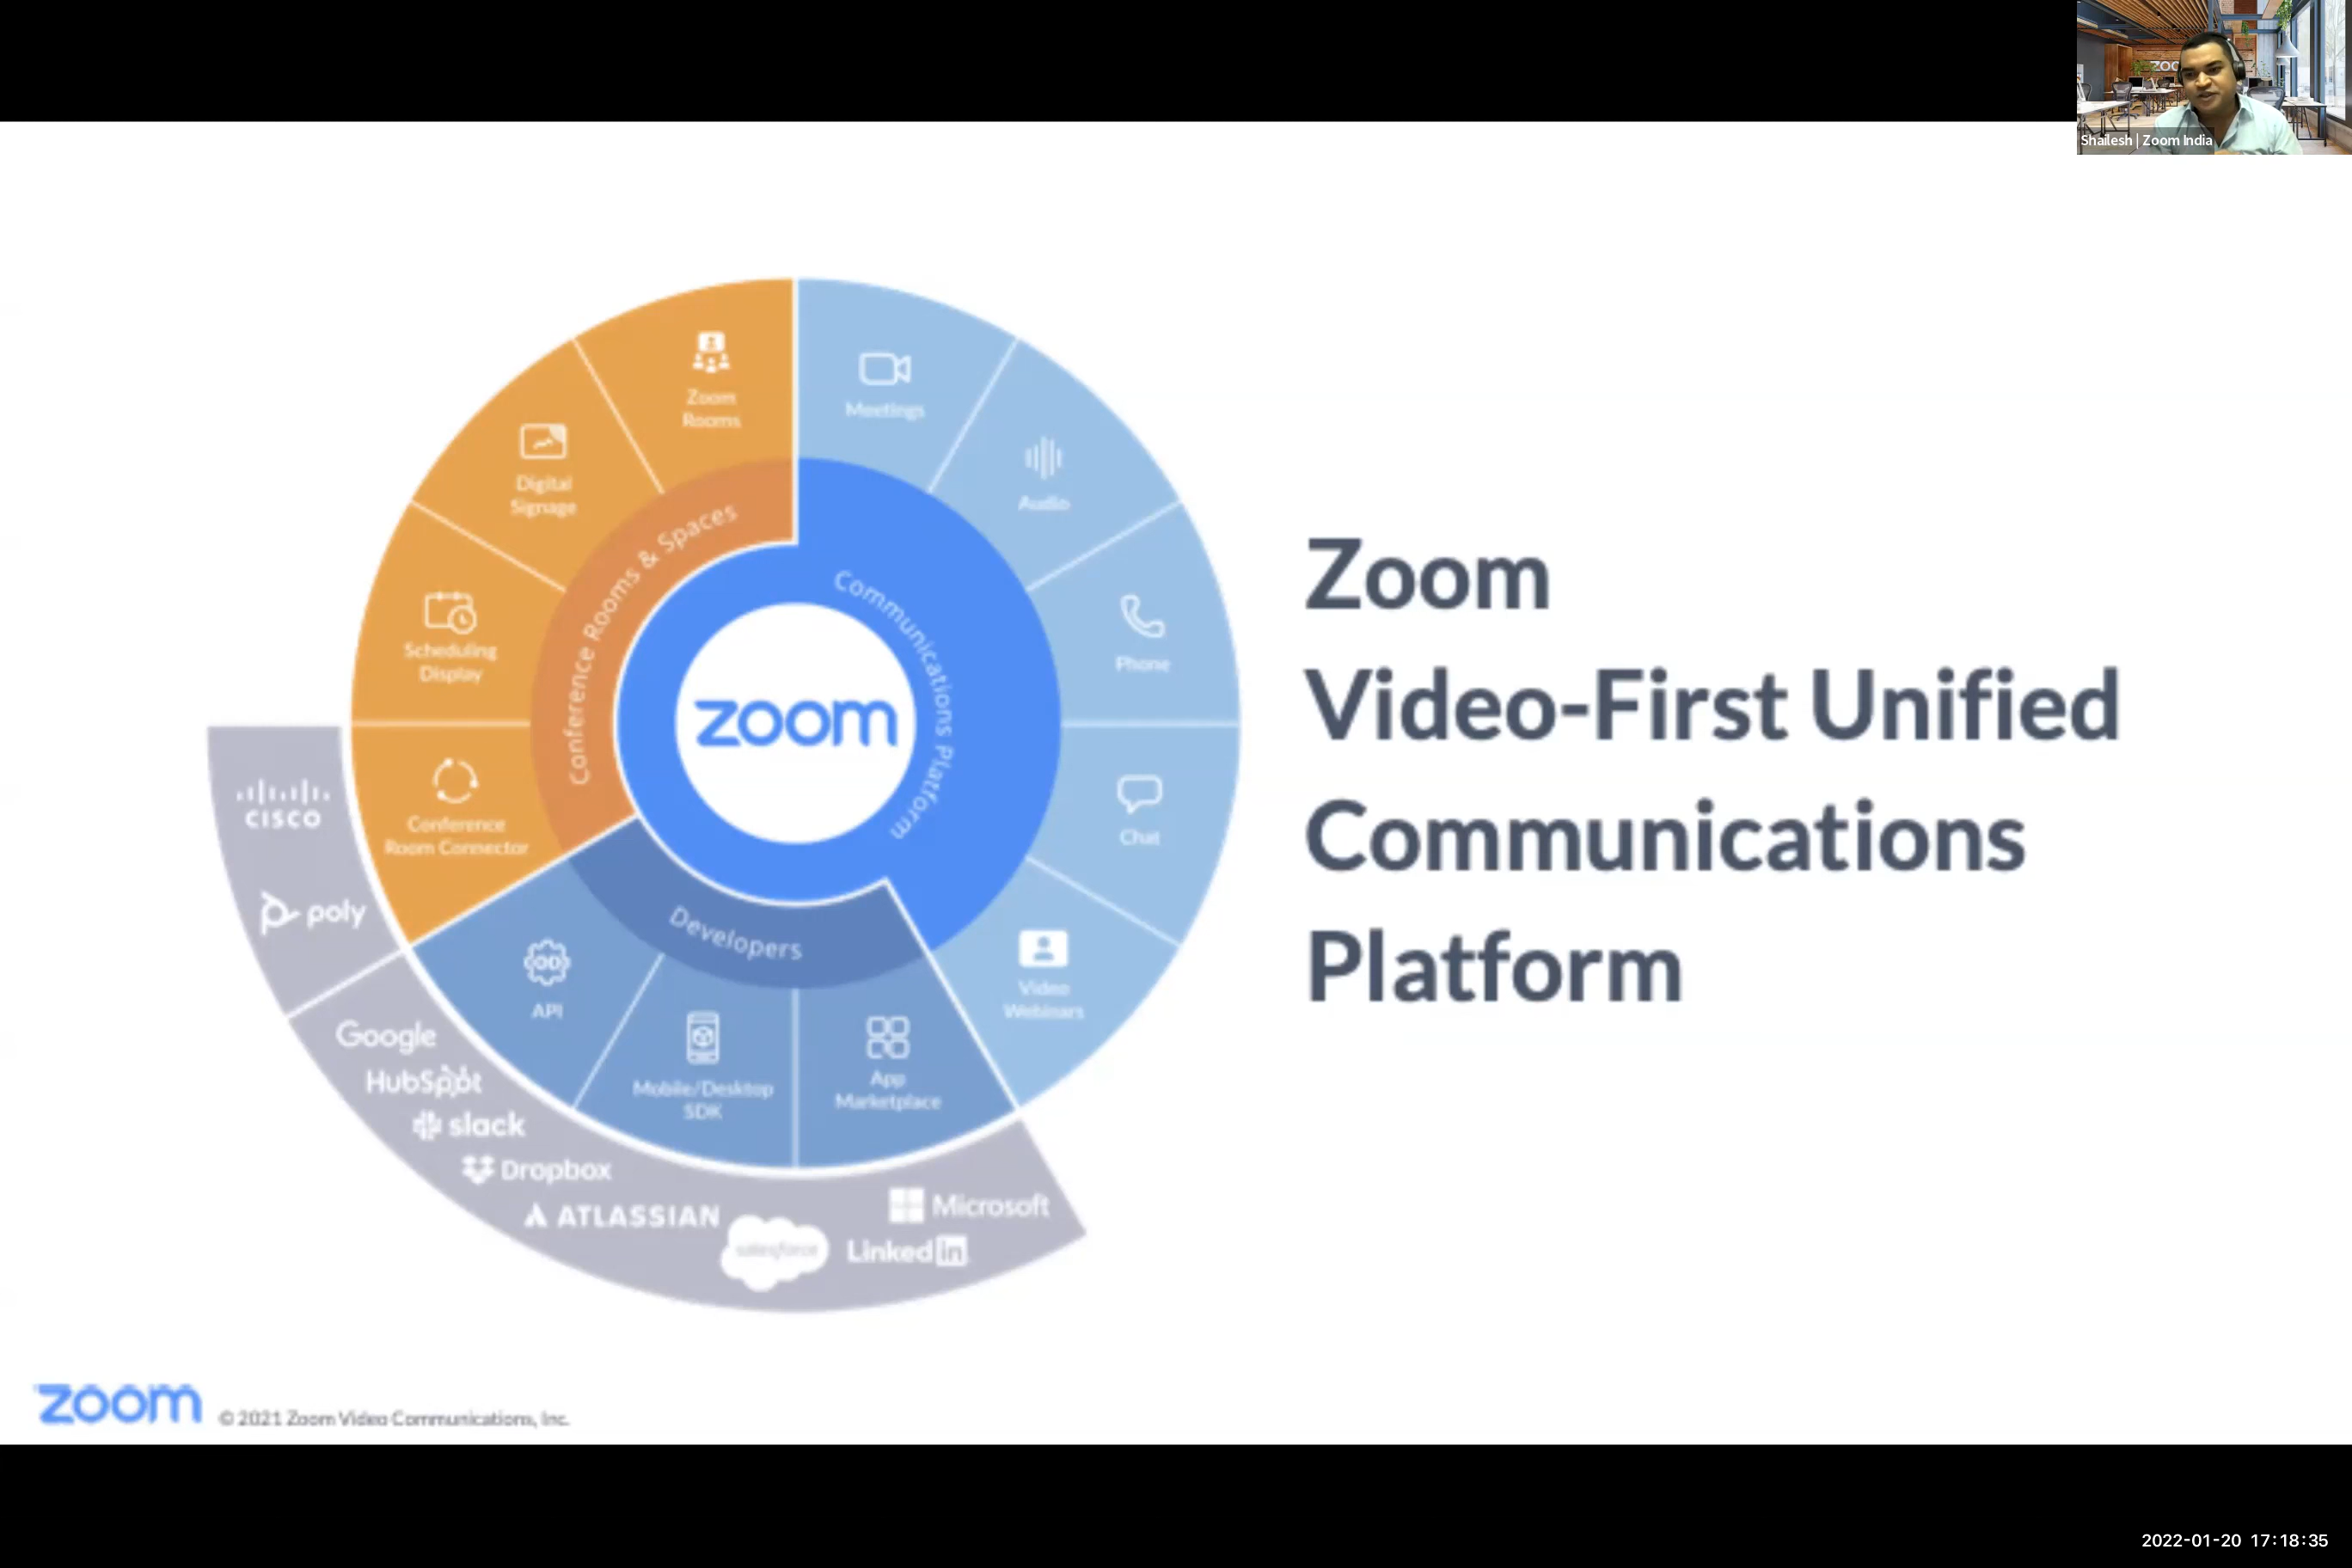 Shailesh | Zoom India
Zoom
Rooms
Meetings
Digital
Signage
Audio
Scheduling
Display
Phone
Conference
Room Connector
Chat
Video
Webinars
API
Mobile/Desktop
SDK
App
Marketplace
Conference Rooms & Spaces
Communications Platform
Developers
zoom
CISCO
poly
Google
HubSpot
slack
Dropbox
ATLASSIAN
salesforce
Microsoft
Linked in
Zoom
Video-First Unified
Communications
Platform
zoom
© 2021 Zoom Video Communications, Inc.
2022-01-20 17:18:35